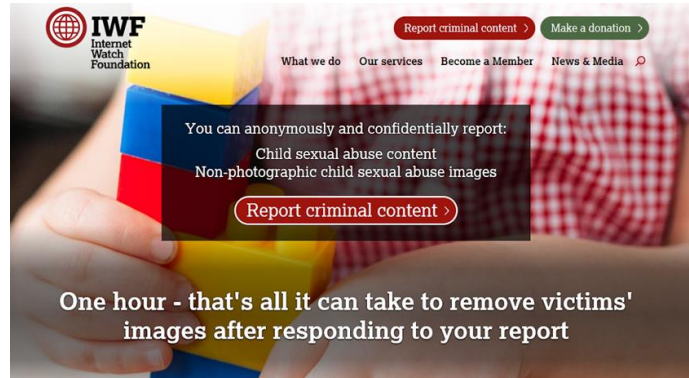 IWF
Internet
Watch
Foundation
Report criminal content >
Make a donation >
What we do
Our services
Become a Member
News & Media
You can anonymously and confidentially report:
Child sexual abuse content
Non-photographic child sexual abuse images
Report criminal content >
One hour - that's all it can take to remove victims'
images after responding to your report